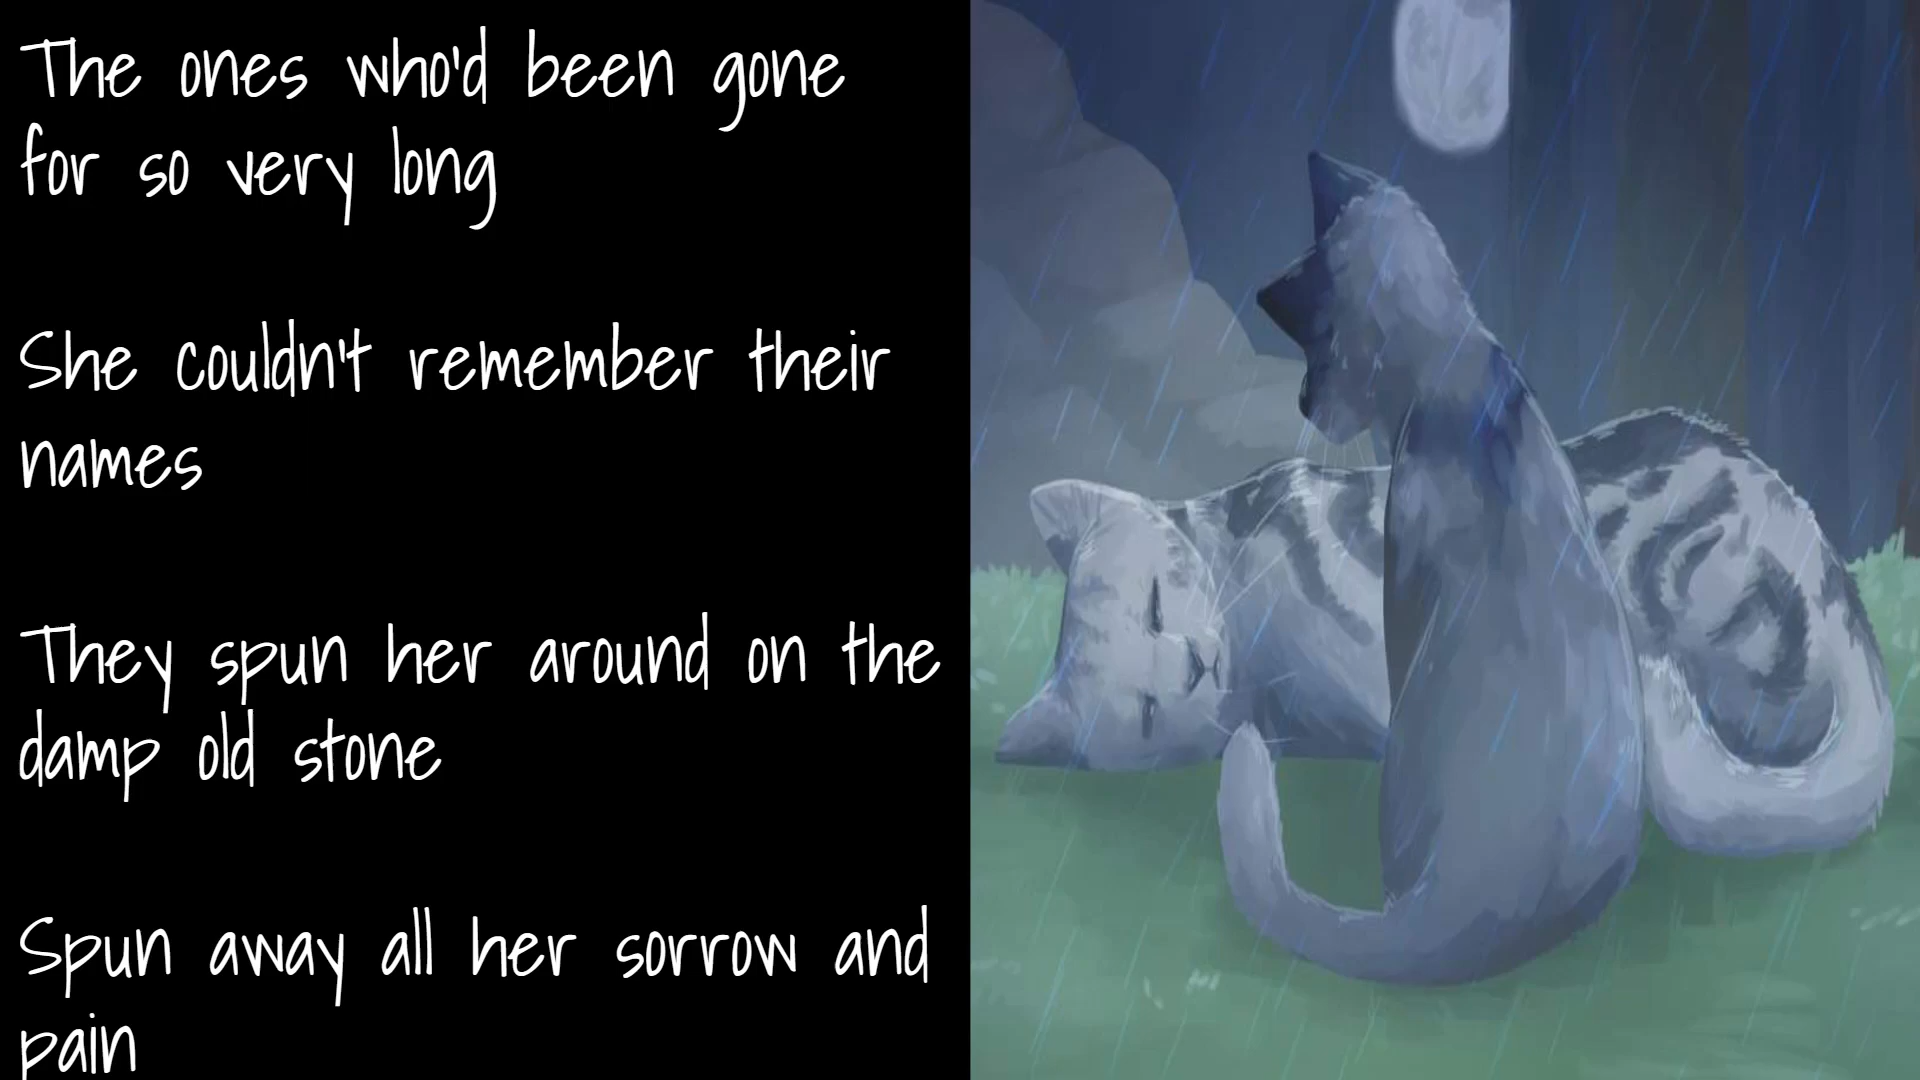 The ones who'd been gone
for so very long
She couldn't remember their
names
They spun her around on the
damp old stone
Spun away all her sorrow and
pain